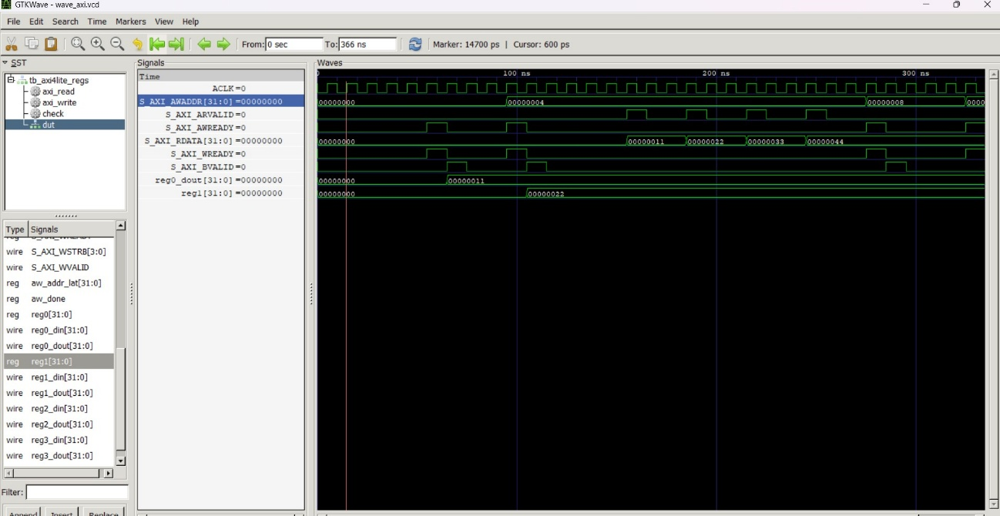 GTKWave - wave_axi.vcd
File Edit Search Time Markers View Help
From: 0 sec To: 366 ns Marker: 14700 ps | Cursor: 600 ps
SST
tb_axi4lite_regs
axi_read
axi_write
check
dut
Type Signals
wire S_AXI_WSTRB[3:0]
wire S_AXI_WVALID
reg aw_addr_lat[31:0]
reg aw_done
reg reg0[31:0]
wire reg0_din[31:0]
wire reg0_dout[31:0]
reg reg1[31:0]
wire reg1_din[31:0]
wire reg1_dout[31:0]
wire reg2_din[31:0]
wire reg2_dout[31:0]
wire reg3_din[31:0]
wire reg3_dout[31:0]
Filter:
Append Insert Replace
Signals
Time
ACLK=0
S_AXI_AWADDR[31:0]=00000000
S_AXI_ARVALID=0
S_AXI_AWREADY=0
S_AXI_RDATA[31:0]=00000000
S_AXI_WREADY=0
S_AXI_BVALID=0
reg0_dout[31:0]=00000000
reg1[31:0]=00000000
Waves
0 100 ns 200 ns 300 ns
00000000 00000004 00000008 0000
00000000 00000011 00000022 00000033 00000044
00000000 00000011
00000000 00000022